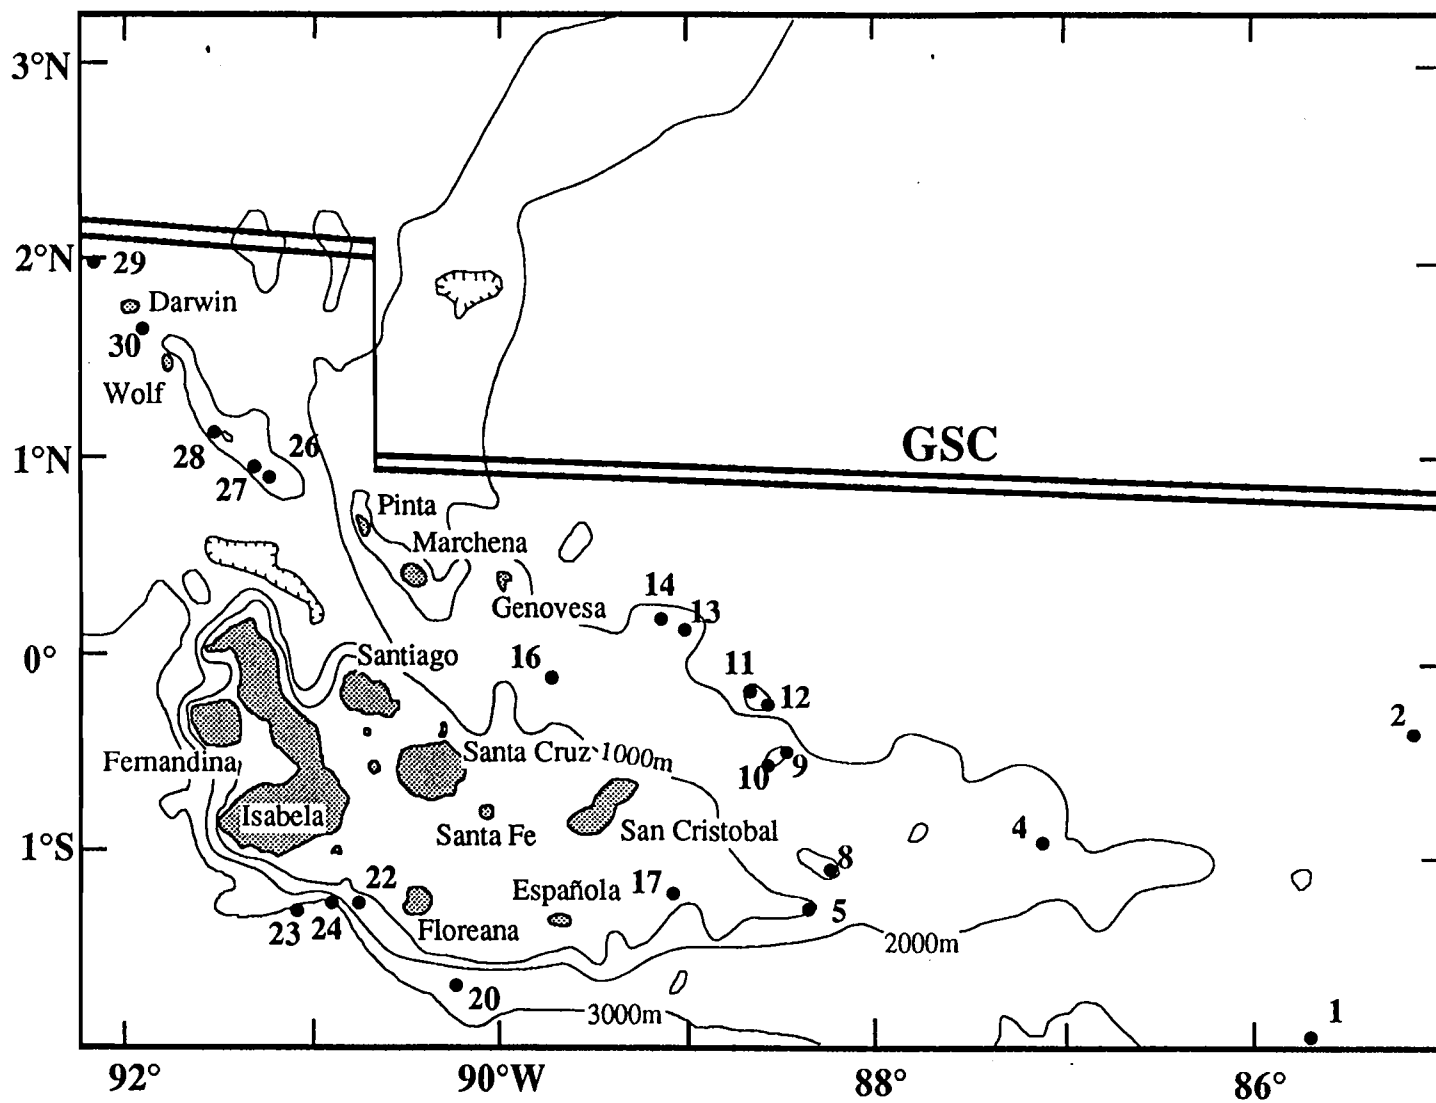 3°N
2°N
29
Darwin
30
Wolf
28
26
27
1°N
GSC
Pinta
Marchena
Genovesa
14
13
0°
Santiago
16
11
12
2
Fernandina
Santa Cruz
1000m
10
9
Isabela
Santa Fe
San Cristobal
4
1°S
8
22
Española
17
5
23
24
Floreana
2000m
20
3000m
1
92°
90°W
88°
86°